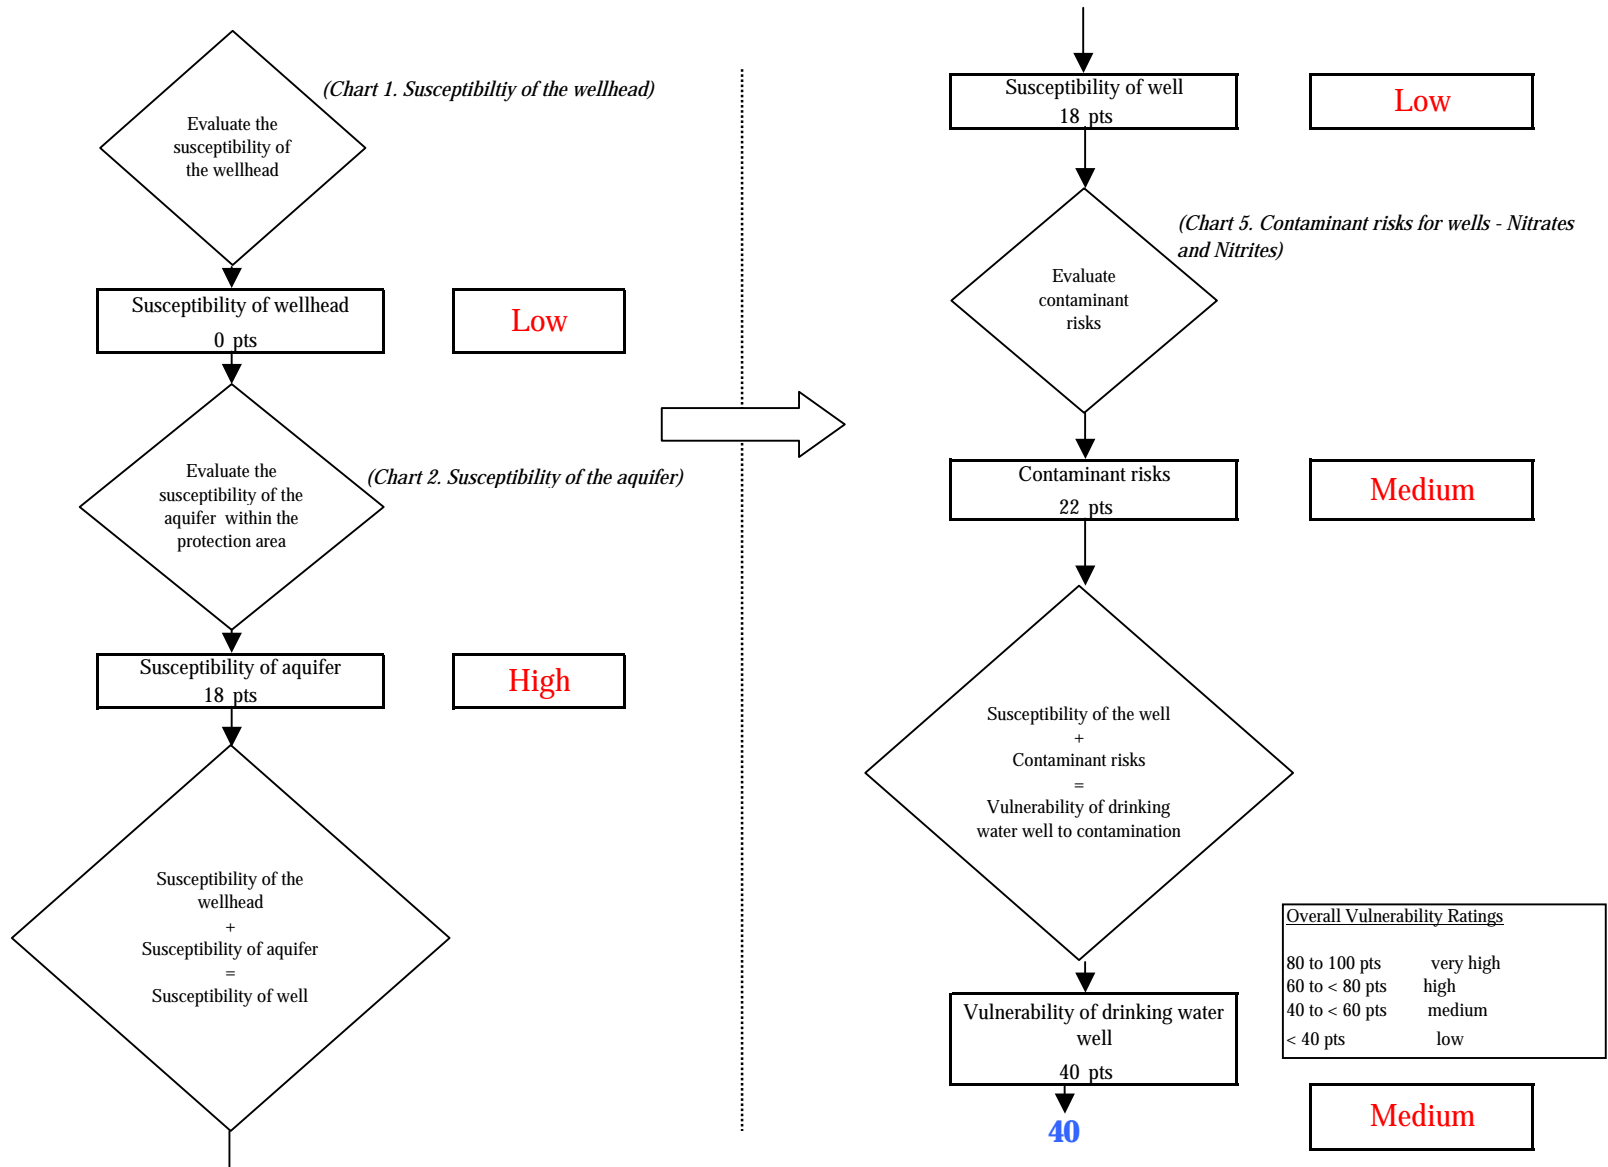 (Chart 1. Susceptibiltiy of the wellhead)
Evaluate the
susceptibility of
the wellhead
Susceptibility of wellhead
0 pts
Low
Evaluate the
susceptibility of the
aquifer within the
protection area
(Chart 2. Susceptibility of the aquifer)
Susceptibility of aquifer
18 pts
High
Susceptibility of the
wellhead
+
Susceptibility of aquifer
=
Susceptibility of well
Susceptibility of well
18 pts
Low
(Chart 5. Contaminant risks for wells - Nitrates
and Nitrites)
Evaluate
contaminant
risks
Contaminant risks
22 pts
Medium
Susceptibility of the well
+
Contaminant risks
=
Vulnerability of drinking
water well to contamination
Overall Vulnerability Ratings
80 to 100 pts very high
60 to < 80 pts high
40 to < 60 pts medium
< 40 pts low
Vulnerability of drinking water
well
40 pts
40
Medium